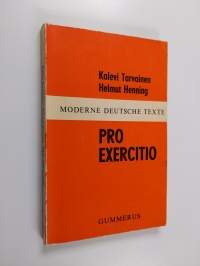 Kalevi Tarvainen
Helmut Henning
MODERNE DEUTSCHE TEXTE
PRO
EXERCITIO
GUMMERUS